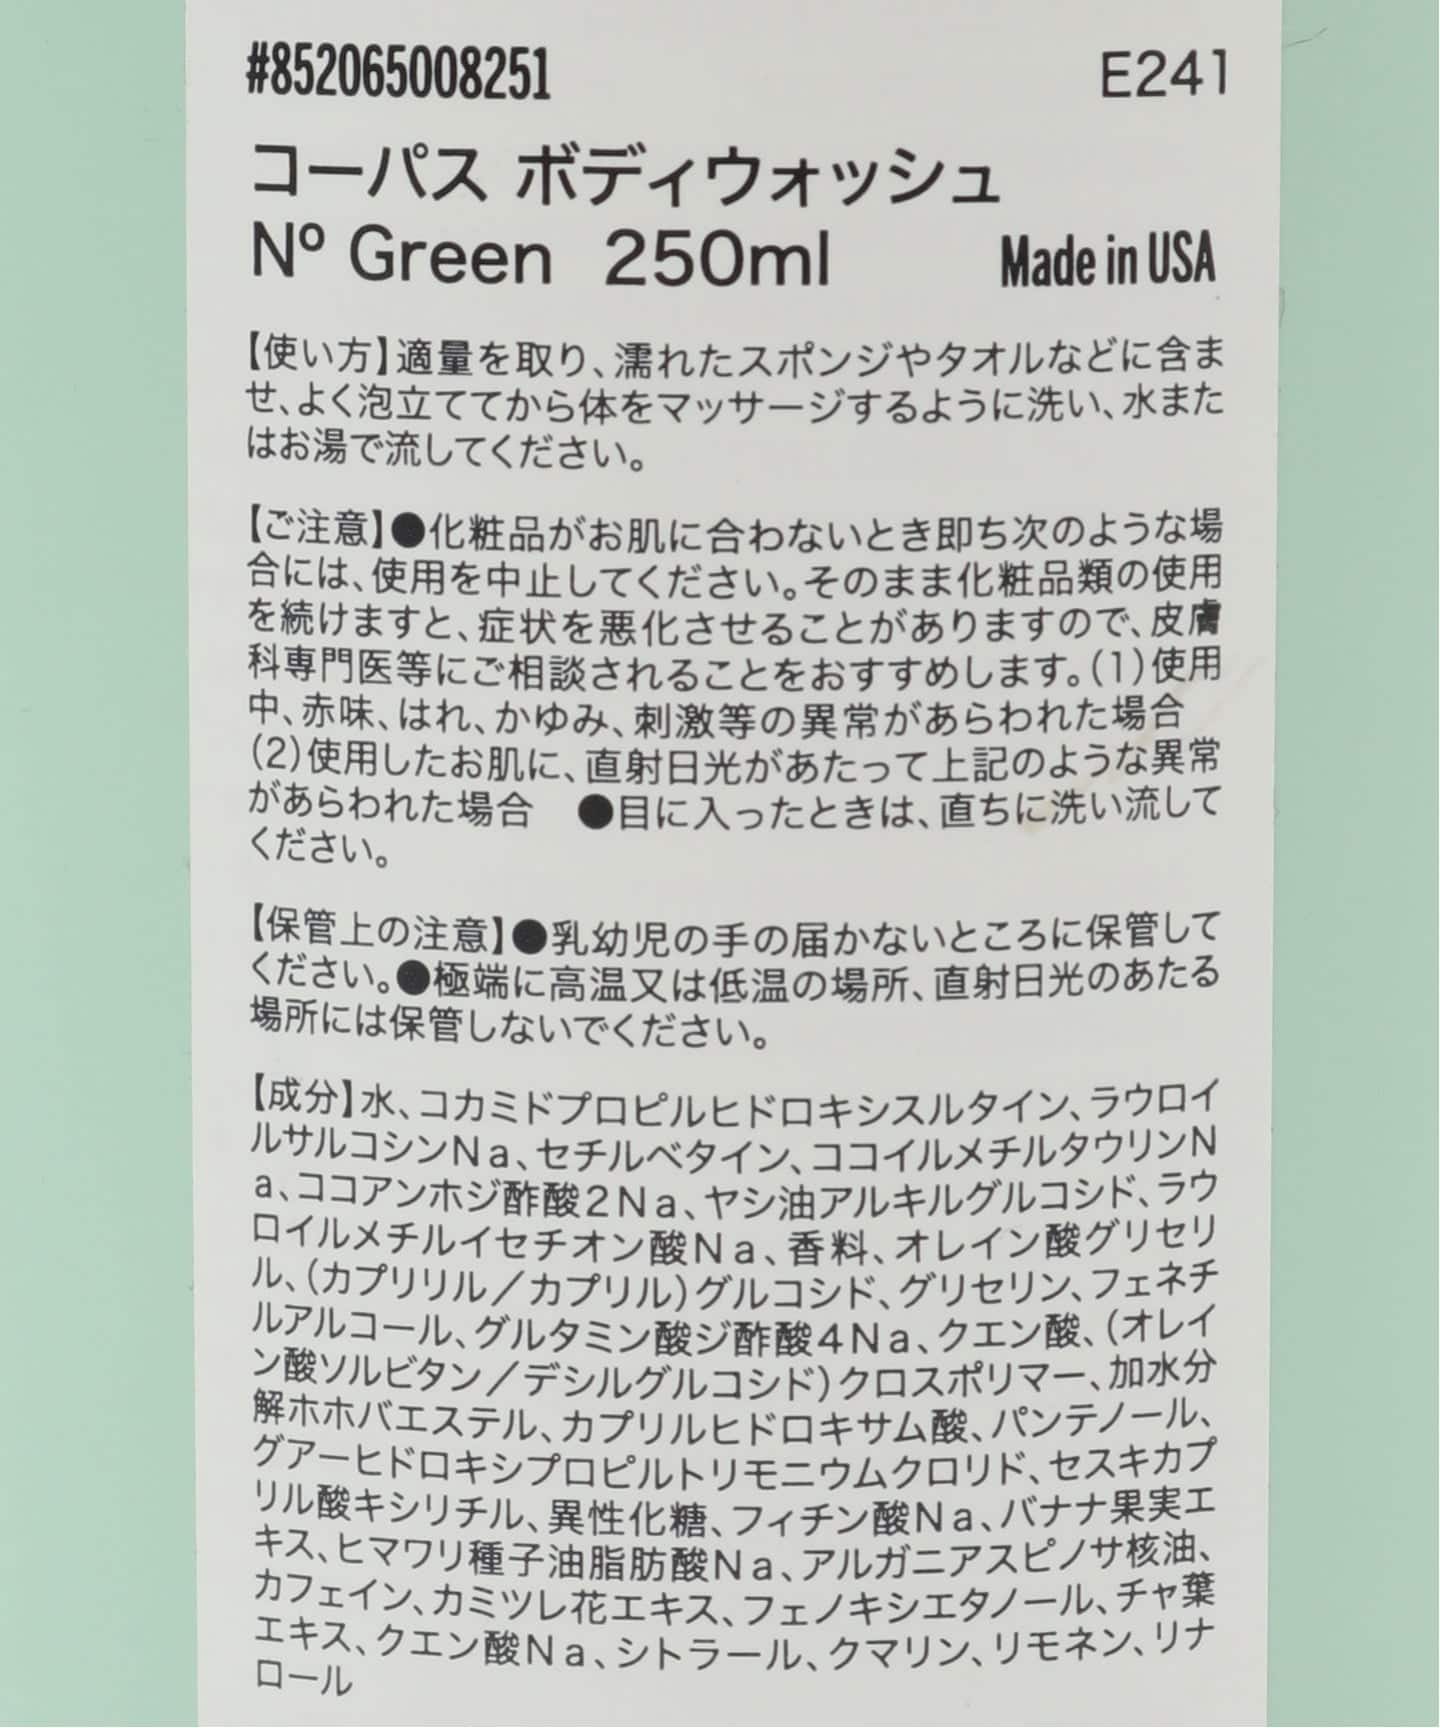 #852065008251
E241
コーパス ボディウォッシュ
Nº Green 250ml
Made in USA
【使い方】適量を取り、濡れたスポンジやタオルなどに含ま
せ、よく泡立ててから体をマッサージするように洗い、水また
はお湯で流してください。
【ご注意】●化粧品がお肌に合わないとき即ち次のような場
合には、使用を中止してください。そのまま化粧品類の使用
を続けますと、症状を悪化させることがありますので、皮膚
科専門医等にご相談されることをおすすめします。(1)使用
中、赤味、はれ、かゆみ、刺激等の異常があらわれた場合
(2)使用したお肌に、直射日光があたって上記のような異常
があらわれた場合　●目に入ったときは、直ちに洗い流して
ください。
【保管上の注意】●乳幼児の手の届かないところに保管して
ください。●極端に高温又は低温の場所、直射日光のあたる
場所には保管しないでください。
【成分】水、コカミドプロピルヒドロキシスルタイン、ラウロイ
ルサルコシンNa、セチルベタイン、ココイルメチルタウリンN
a、ココアンホジ酢酸2Na、ヤシ油アルキルグルコシド、ラウ
ロイルメチルイセチオン酸Na、香料、オレイン酸グリセリ
ル、(カプリリル／カプリル)グルコシド、グリセリン、フェネチ
ルアルコール、グルタミン酸ジ酢酸4Na、クエン酸、(オレイ
ン酸ソルビタン／デシルグルコシド)クロスポリマー、加水分
解ホホバエステル、カプリルヒドロキサム酸、パンテノール、
グアーヒドロキシプロピルトリモニウムクロリド、セスキカプ
リル酸キシリチル、異性化糖、フィチン酸Na、バナナ果実エ
キス、ヒマワリ種子油脂肪酸Na、アルガニアスピノサ核油、
カフェイン、カミツレ花エキス、フェノキシエタノール、チャ葉
エキス、クエン酸Na、シトラール、クマリン、リモネン、リナ
ロール